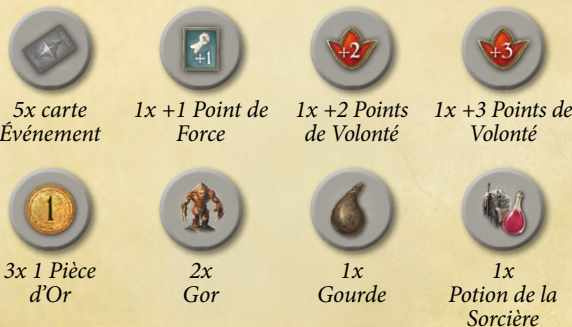 +1
+2
+3
5x carte
Événement
1x +1 Point de
Force
1x +2 Points
de Volonté
1x +3 Points de
Volonté
1
3x 1 Pièce
d'Or
2x
Gor
1x
Gourde
1x
Potion de la
Sorcière